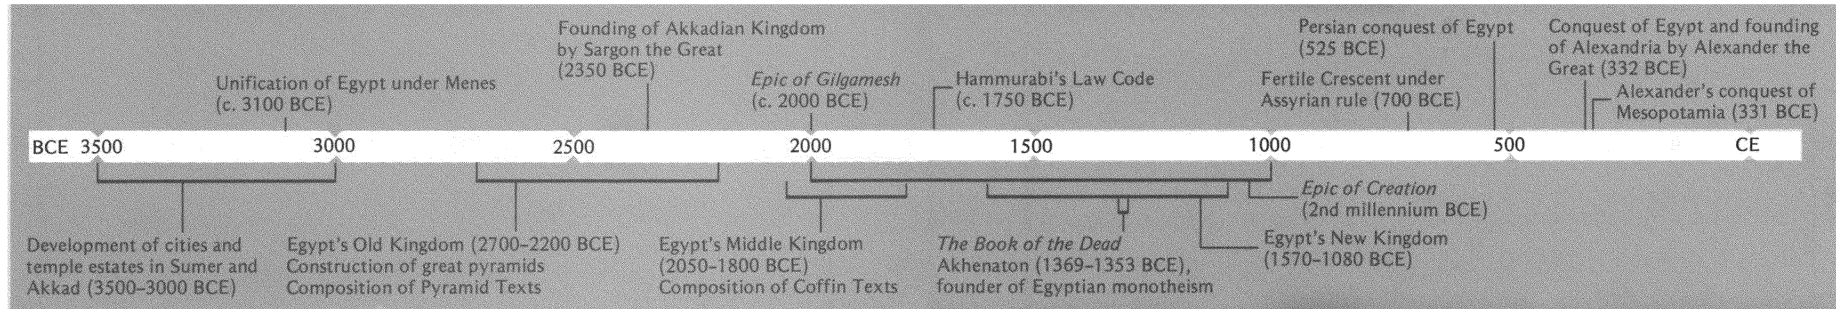 Unification of Egypt under Menes
(c. 3100 BCE)
Founding of Akkadian Kingdom
by Sargon the Great
(2350 BCE)
Epic of Gilgamesh
(c. 2000 BCE)
Hammurabi's Law Code
(c. 1750 BCE)
Persian conquest of Egypt
(525 BCE)
Fertile Crescent under
Assyrian rule (700 BCE)
Conquest of Egypt and founding
of Alexandria by Alexander the
Great (332 BCE)
Alexander's conquest of
Mesopotamia (331 BCE)
BCE 3500 3000 2500 2000 1500 1000 500 CE
Development of cities and
temple estates in Sumer and
Akkad (3500–3000 BCE)
Egypt's Old Kingdom (2700–2200 BCE)
Construction of great pyramids
Composition of Pyramid Texts
Egypt's Middle Kingdom
(2050–1800 BCE)
Composition of Coffin Texts
The Book of the Dead
Akhenaton (1369–1353 BCE),
founder of Egyptian monotheism
Epic of Creation
(2nd millennium BCE)
Egypt's New Kingdom
(1570–1080 BCE)